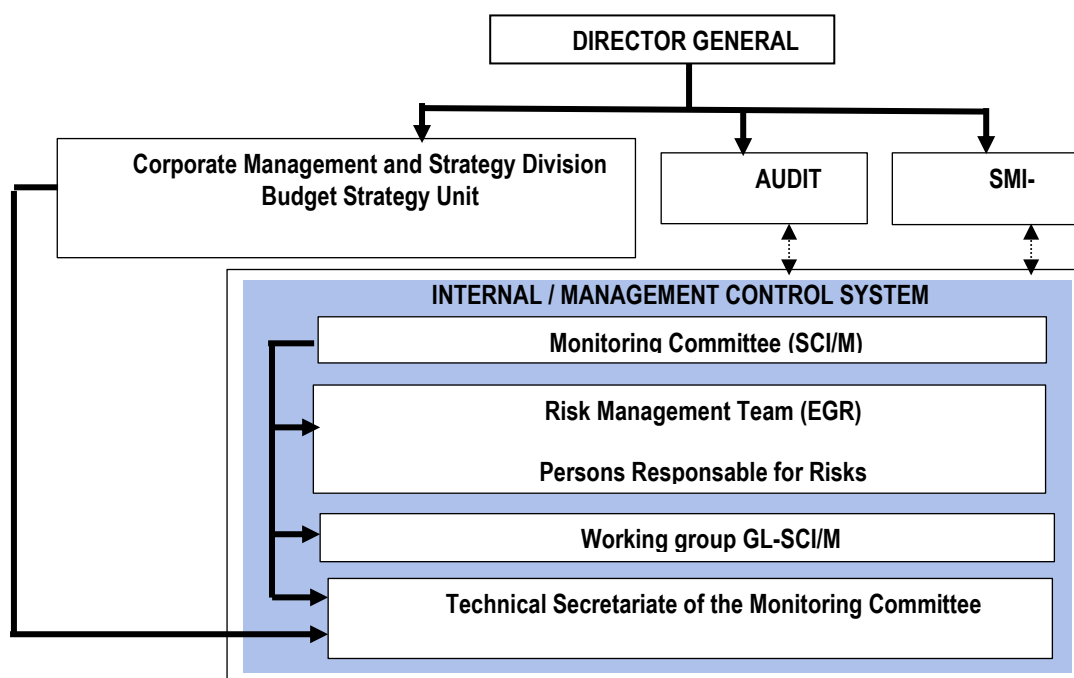 DIRECTOR GENERAL
Corporate Management and Strategy Division
Budget Strategy Unit
AUDIT
SMI-
INTERNAL / MANAGEMENT CONTROL SYSTEM
Monitoring Committee (SCI/M)
Risk Management Team (EGR)
Persons Responsable for Risks
Working group GL-SCI/M
Technical Secretariate of the Monitoring Committee